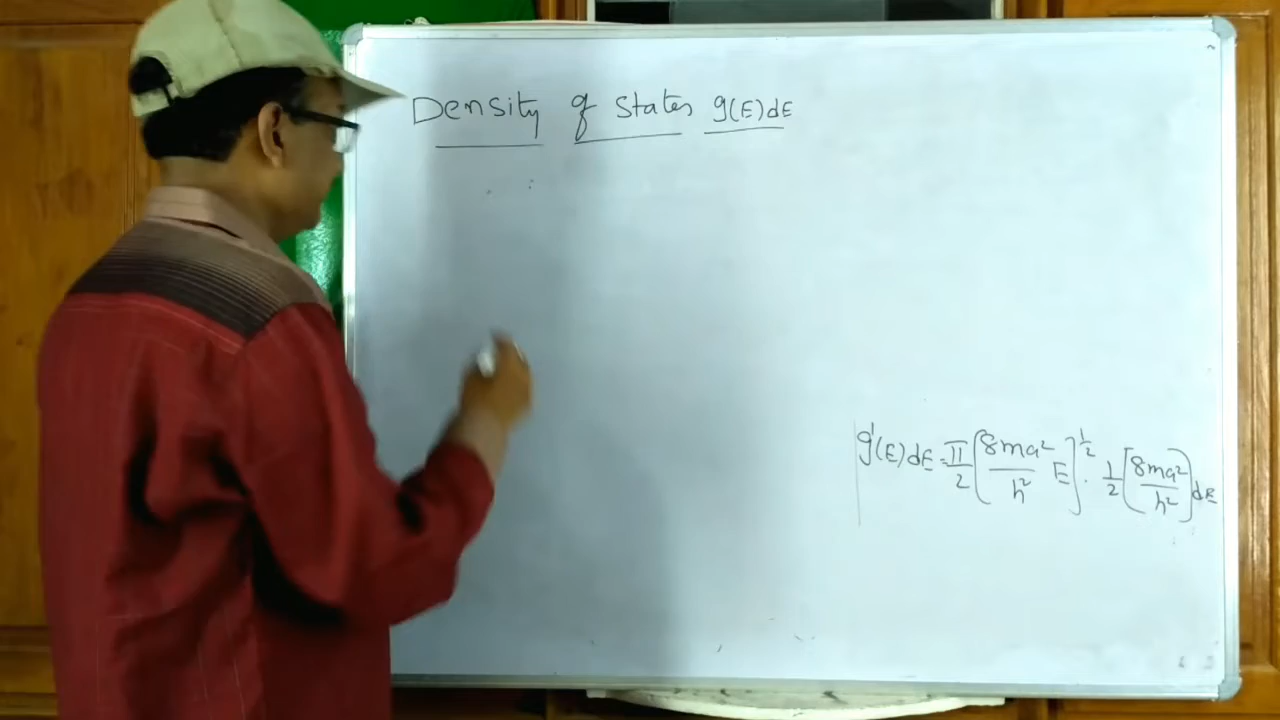 Density of states g(E)dE
g'(E)dE = π/2 (8ma²/h² E)^1/2 · 1/2 (8ma²/h²) dE